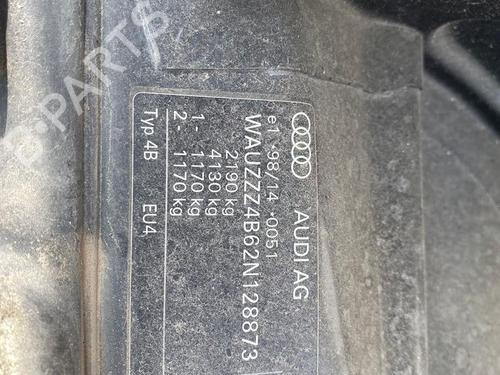 AUDI AG
e1*98/14*0051
WAUZZZ4B62N128873
2190 kg
4130 kg
1 - 1170 kg
2 - 1170 kg
Typ 4B EU4
B-PARTS